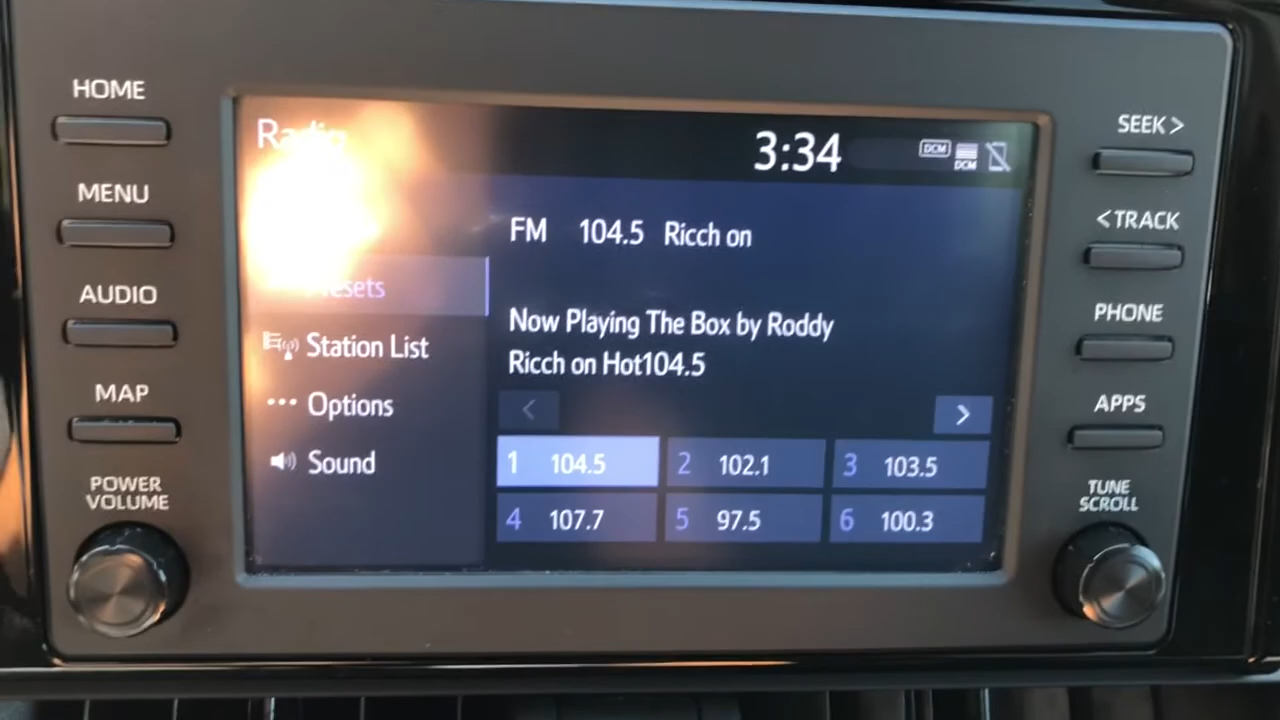 HOME
MENU
AUDIO
MAP
POWER
VOLUME
Radio
3:34
DCM
DCM
FM 104.5 Ricch on
Presets
Station List
Options
Sound
Now Playing The Box by Roddy
Ricch on Hot104.5
< >
1 104.5 2 102.1 3 103.5
4 107.7 5 97.5 6 100.3
SEEK >
< TRACK
PHONE
APPS
TUNE
SCROLL